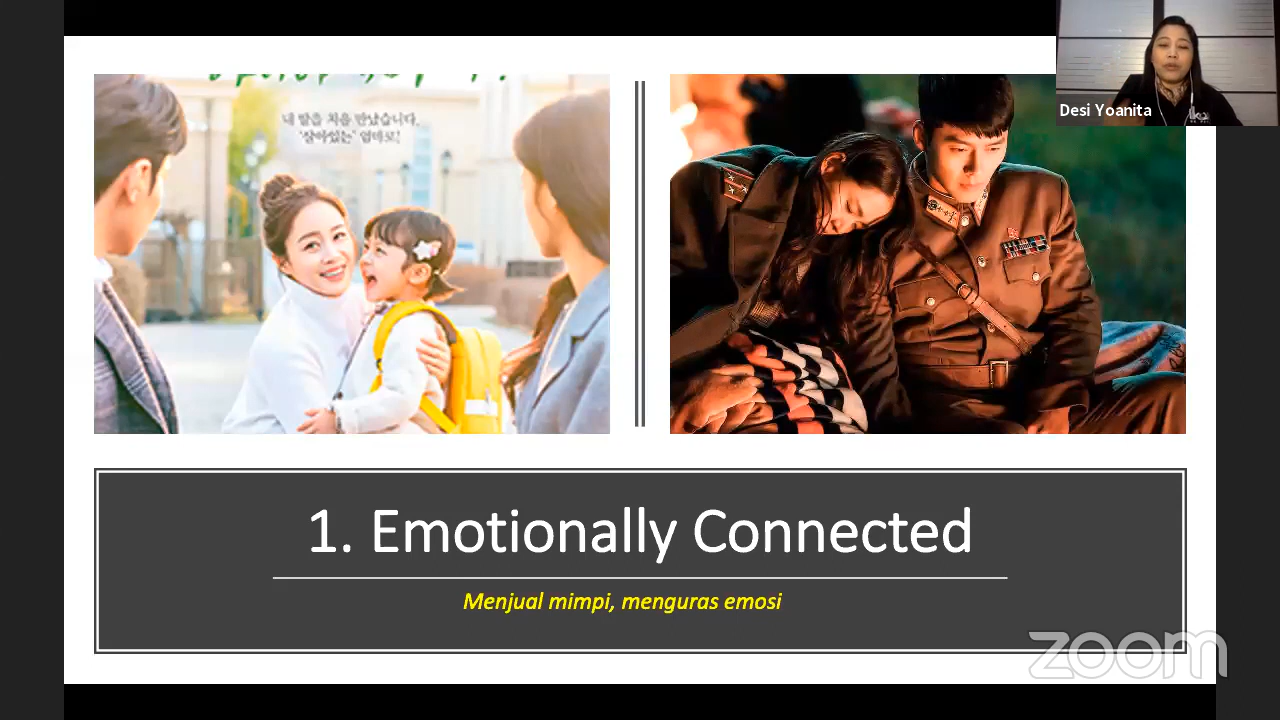 내 딸을 처음 만났습니다.
'살아있는' 엄마로!
Desi Yoanita
1. Emotionally Connected
Menjual mimpi, menguras emosi
zoom